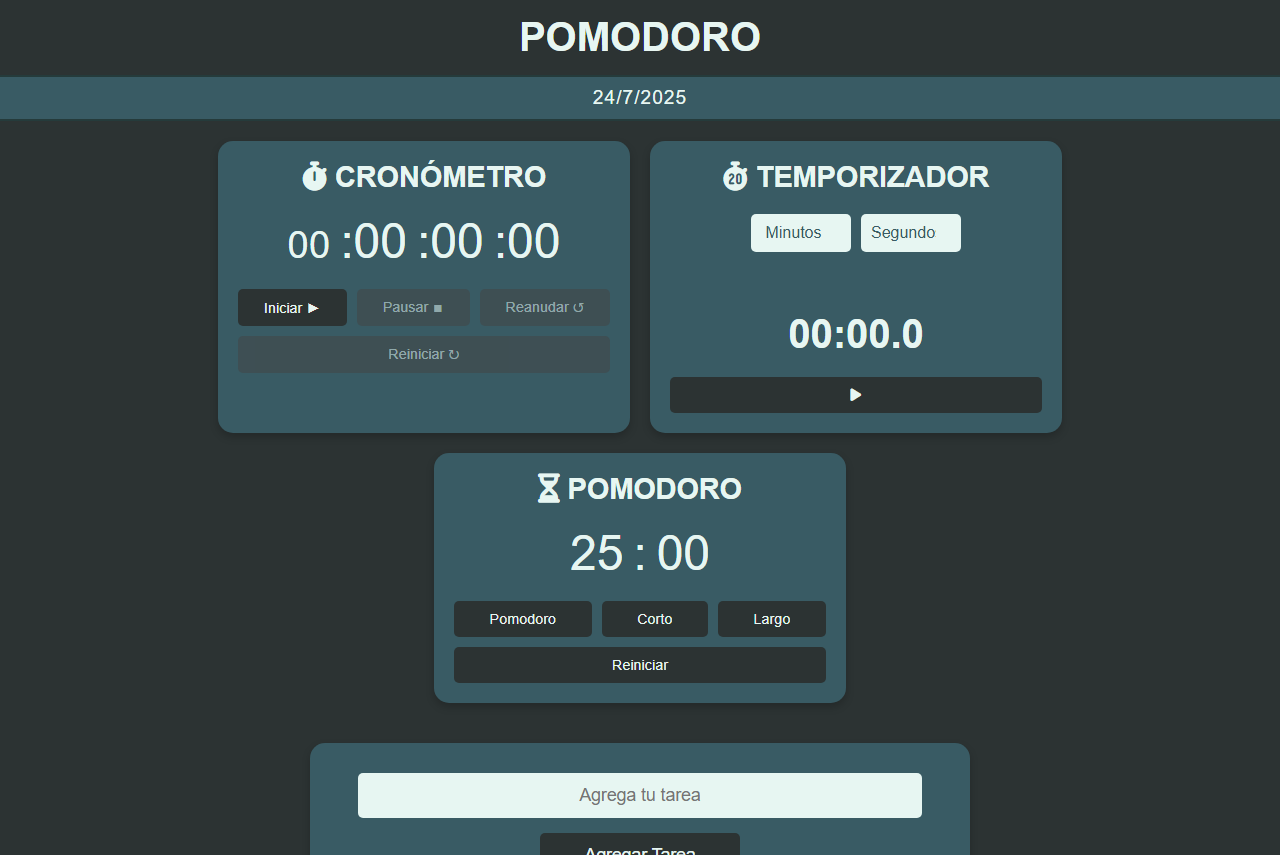 POMODORO
24/7/2025
CRONÓMETRO
00 :00 :00 :00
Iniciar ► Pausar ■ Reanudar ↺
Reiniciar ↻
20 TEMPORIZADOR
Minutos Segundo
00:00.0
POMODORO
25 : 00
Pomodoro Corto Largo
Reiniciar
Agrega tu tarea
Agregar Tarea